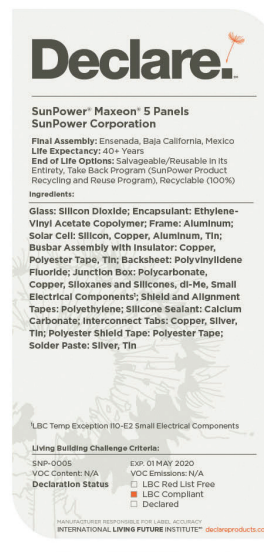 Declare.
SunPower® Maxeon® 5 Panels
SunPower Corporation
Final Assembly: Ensenada, Baja California, Mexico
Life Expectancy: 40+ Years
End of Life Options: Salvageable/Reusable in its
Entirety, Take Back Program (SunPower Product
Recycling and Reuse Program), Recyclable (100%)
Ingredients:
Glass: Silicon Dioxide; Encapsulant: Ethylene-
Vinyl Acetate Copolymer; Frame: Aluminum;
Solar Cell: Silicon, Copper, Aluminum, Tin;
Busbar Assembly with Insulator: Copper,
Polyester Tape, Tin; Backsheet: Polyvinylidene
Fluoride; Junction Box: Polycarbonate,
Copper, Siloxanes and Silicones, di-Me, Small
Electrical Components¹; Shield and Alignment
Tapes: Polyethylene; Silicone Sealant: Calcium
Carbonate; Interconnect Tabs: Copper, Silver,
Tin; Polyester Shield Tape: Polyester Tape;
Solder Paste: Silver, Tin
¹LBC Temp Exception I10-E2 Small Electrical Components
Living Building Challenge Criteria:
SNP-0005 EXP. 01 MAY 2020
VOC Content: N/A VOC Emissions: N/A
Declaration Status LBC Red List Free
LBC Compliant
Declared
MANUFACTURER RESPONSIBLE FOR LABEL ACCURACY
INTERNATIONAL LIVING FUTURE INSTITUTE℠ declareproducts.co